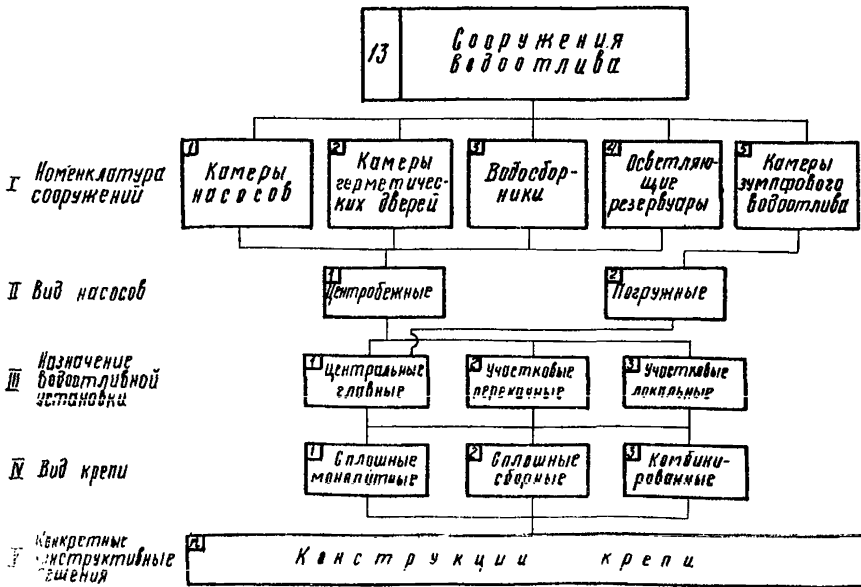 13
Сооружения
водоотлива
1
Камеры
насосов
2
Камеры
герметичес-
ких дверей
3
Водосбор-
ники
4
Осветляю-
щие
резервуары
5
Камеры
зумпфового
водоотлива
I Номенклатура
сооружений
II Вид насосов
1
Центробежные
2
Погружные
III Назначение
водоотливной
установки
1 Центральные
главные
2 Участковые
перекачные
3 Участковые
локальные
IV Вид крепи
1 Сплошные
монолитные
2 Сплошные
сборные
3 Комбини-
рованные
V Конкретные
конструктивные
решения
Конструкции крепи